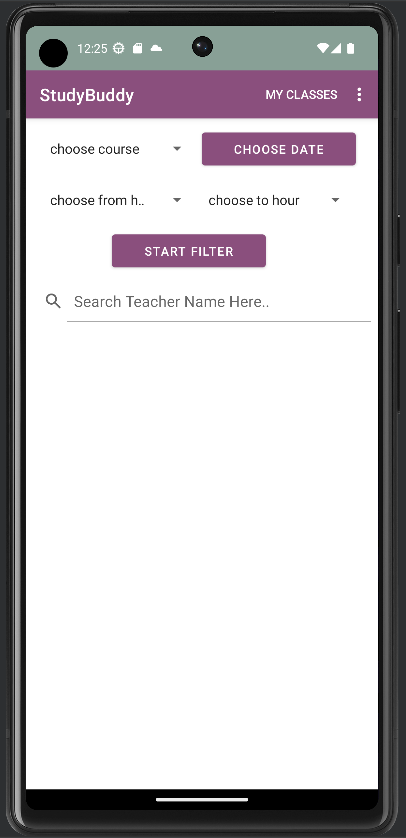 12:25
StudyBuddy MY CLASSES
choose course CHOOSE DATE
choose from h.. choose to hour
START FILTER
Search Teacher Name Here..